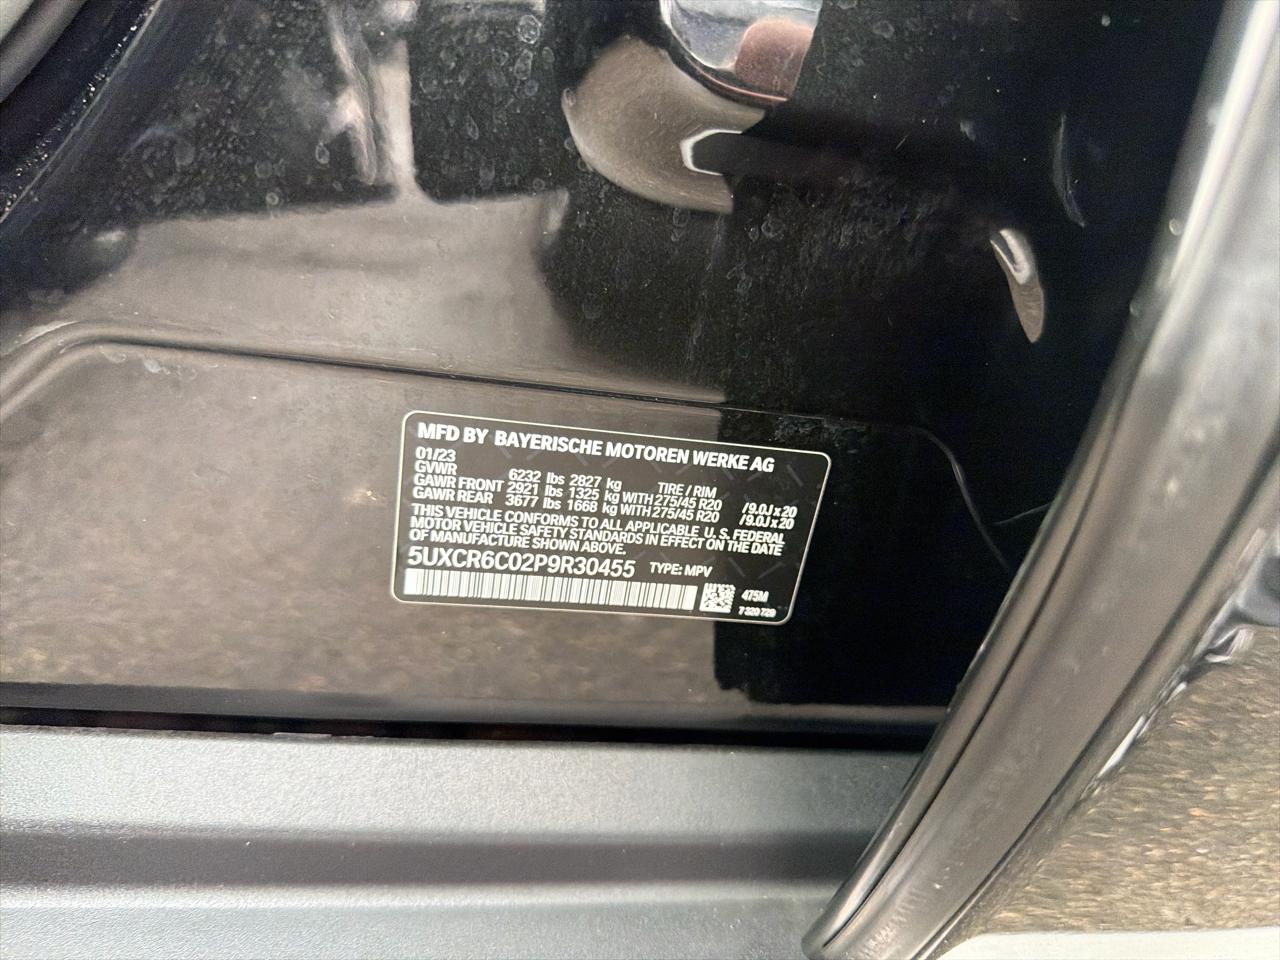 MFD BY BAYERISCHE MOTOREN WERKE AG
01/23
GVWR 6232 lbs 2827 kg TIRE / RIM
GAWR FRONT 2921 lbs 1325 kg WITH 275/45 R20 /9.0J x 20
GAWR REAR 3677 lbs 1668 kg WITH 275/45 R20 /9.0J x 20
THIS VEHICLE CONFORMS TO ALL APPLICABLE U. S. FEDERAL
MOTOR VEHICLE SAFETY STANDARDS IN EFFECT ON THE DATE
OF MANUFACTURE SHOWN ABOVE.
5UXCR6C02P9R30455 TYPE: MPV
475M
7 320 729